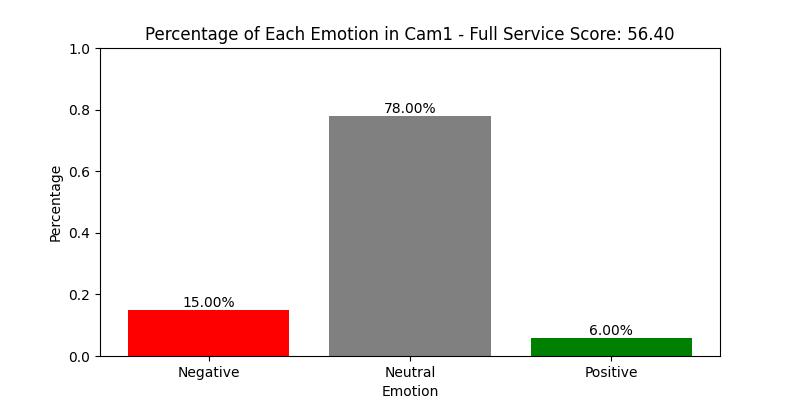 Percentage of Each Emotion in Cam1 - Full Service Score: 56.40
Percentage
1.0
0.8
0.6
0.4
0.2
0.0
15.00%
78.00%
6.00%
Negative
Neutral
Positive
Emotion